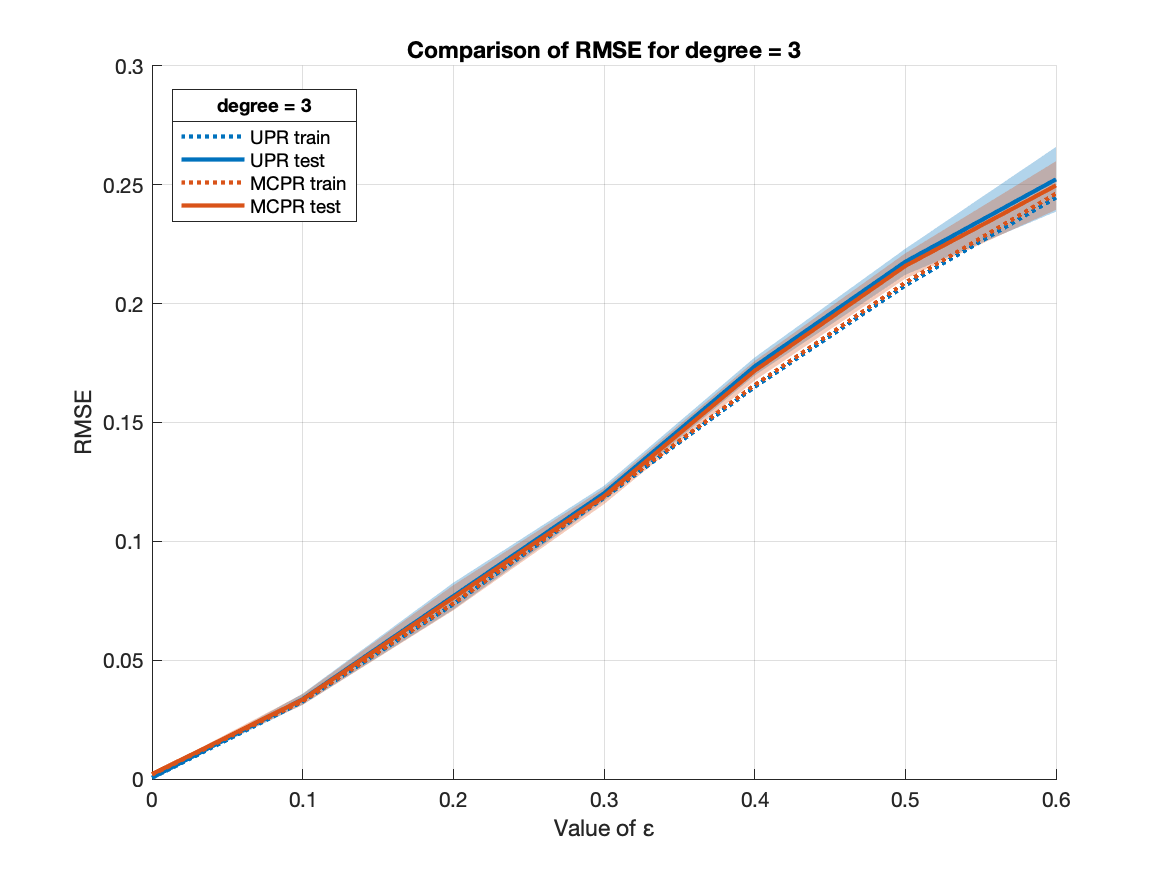 Comparison of RMSE for degree = 3
degree = 3
UPR train
UPR test
MCPR train
MCPR test
0.3
0.25
0.2
0.15
0.1
0.05
0
RMSE
0 0.1 0.2 0.3 0.4 0.5 0.6
Value of ε